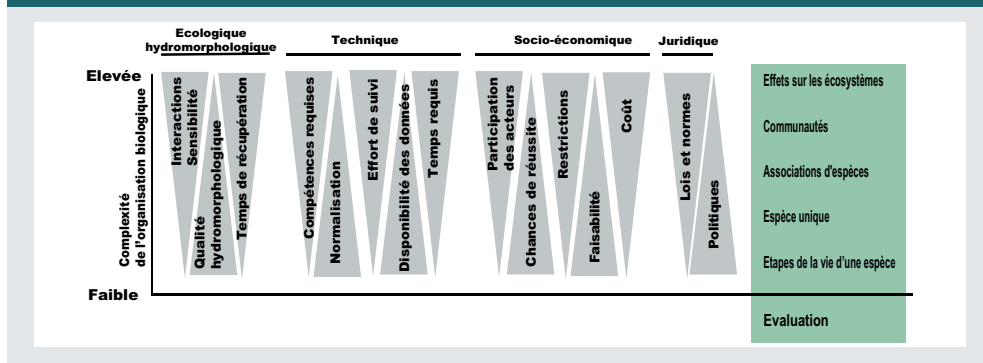 Ecologique
hydromorphologique
Technique
Socio-économique
Juridique
Elevée
Complexité
de l'organisation biologique
Faible
Interactions
Sensibilité
Qualité
hydromorphologique
Temps de récupération
Compétences requises
Normalisation
Effort de suivi
Disponibilité des données
Temps requis
Participation
des acteurs
Chances de réussite
Restrictions
Faisabilité
Coût
Lois et normes
Politiques
Effets sur les écosystèmes
Communautés
Associations d'espèces
Espèce unique
Etapes de la vie d'une espèce
Evaluation